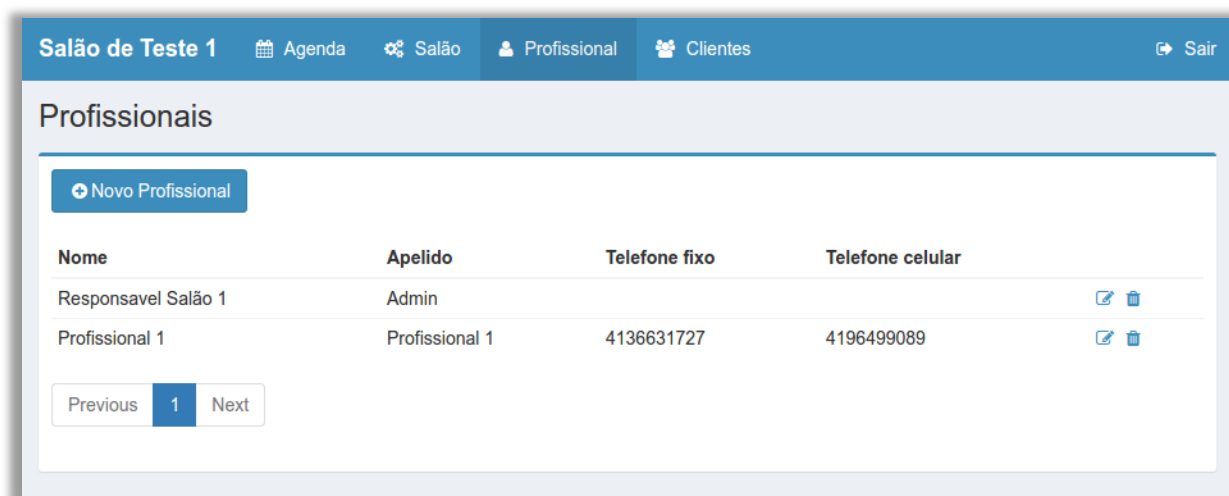 Salão de Teste 1 Agenda Salão Profissional Clientes Sair
Profissionais
Novo Profissional
Nome Apelido Telefone fixo Telefone celular
Responsavel Salão 1 Admin
Profissional 1 Profissional 1 4136631727 4196499089
Previous 1 Next